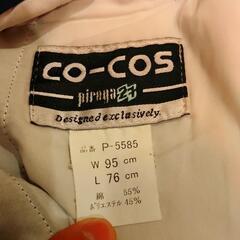 CO-COS
piraya
Designed exclusively.
品番 P-5585
W 95 cm
L 76 cm
綿 55%
ポリエステル 45%